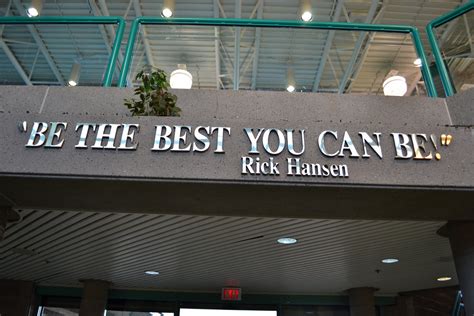 "BE THE BEST YOU CAN BE!"
Rick Hansen